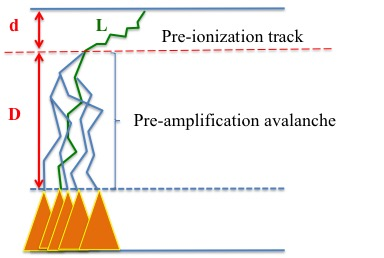 d
L
Pre-ionization track
D
Pre-amplification avalanche